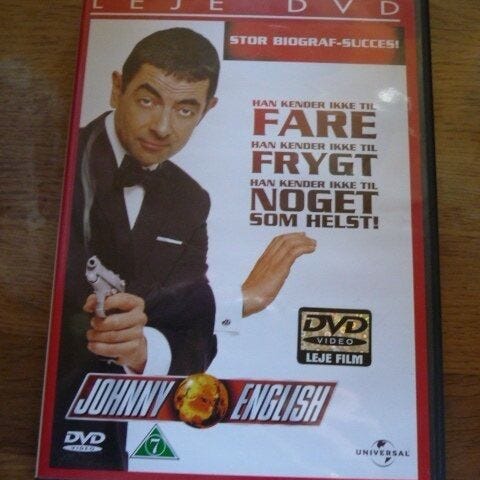 LEJE DVD
STOR BIOGRAF-SUCCES!
HAN KENDER IKKE TIL
FARE
HAN KENDER IKKE TIL
FRYGT
HAN KENDER IKKE TIL
NOGET
SOM HELST!
DVD
VIDEO
LEJE FILM
JOHNNY ENGLISH
DVD
VIDEO
7
UNIVERSAL